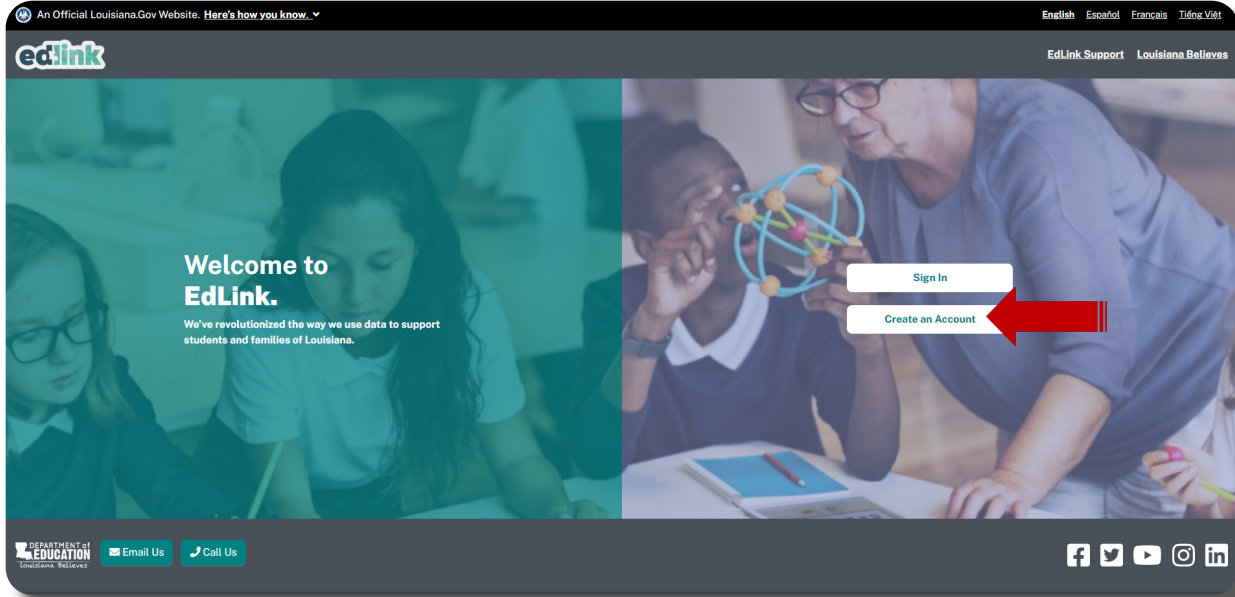 An Official Louisiana.Gov Website. Here's how you know.
English Español Français Tiếng Việt
edlink
EdLink Support Louisiana Believes
Welcome to
EdLink.
We've revolutionized the way we use data to support
students and families of Louisiana.
Sign In
Create an Account
DEPARTMENT of
EDUCATION
Louisiana Believes
Email Us
Call Us